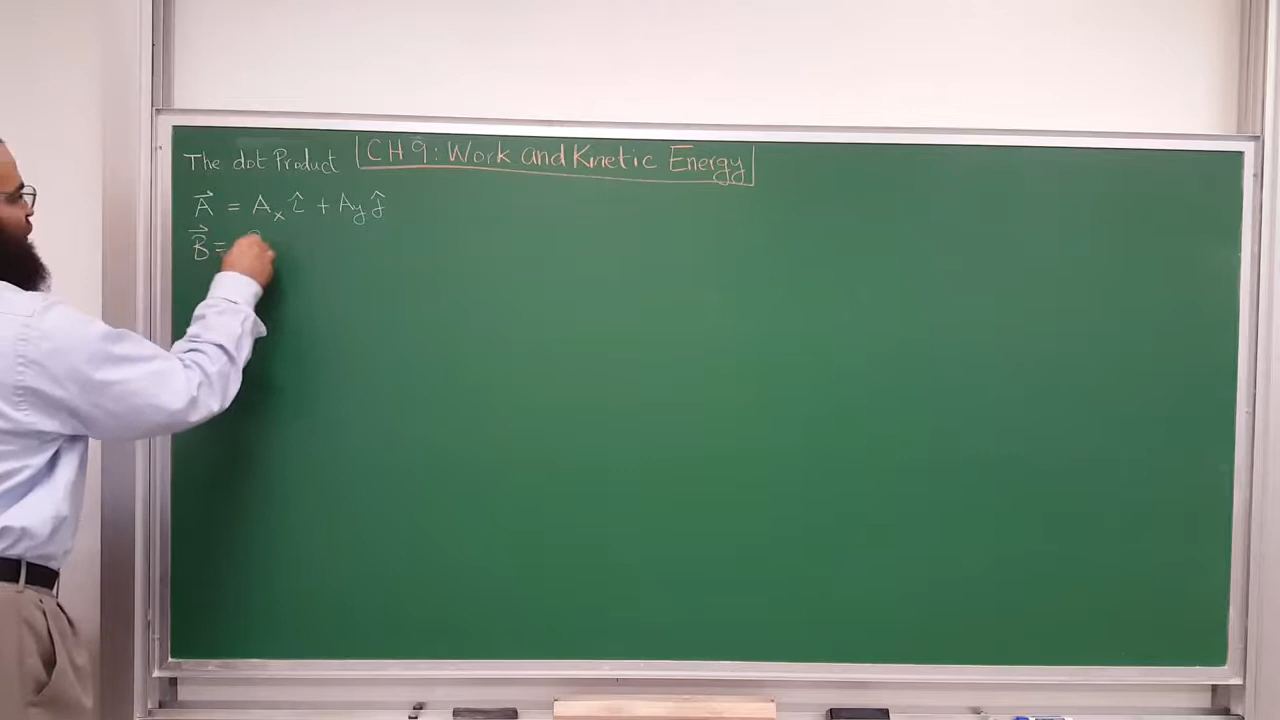 CH 9: Work and Kinetic Energy
The dot Product
A⃗ = Aₓ î + A_y ĵ
B⃗ =